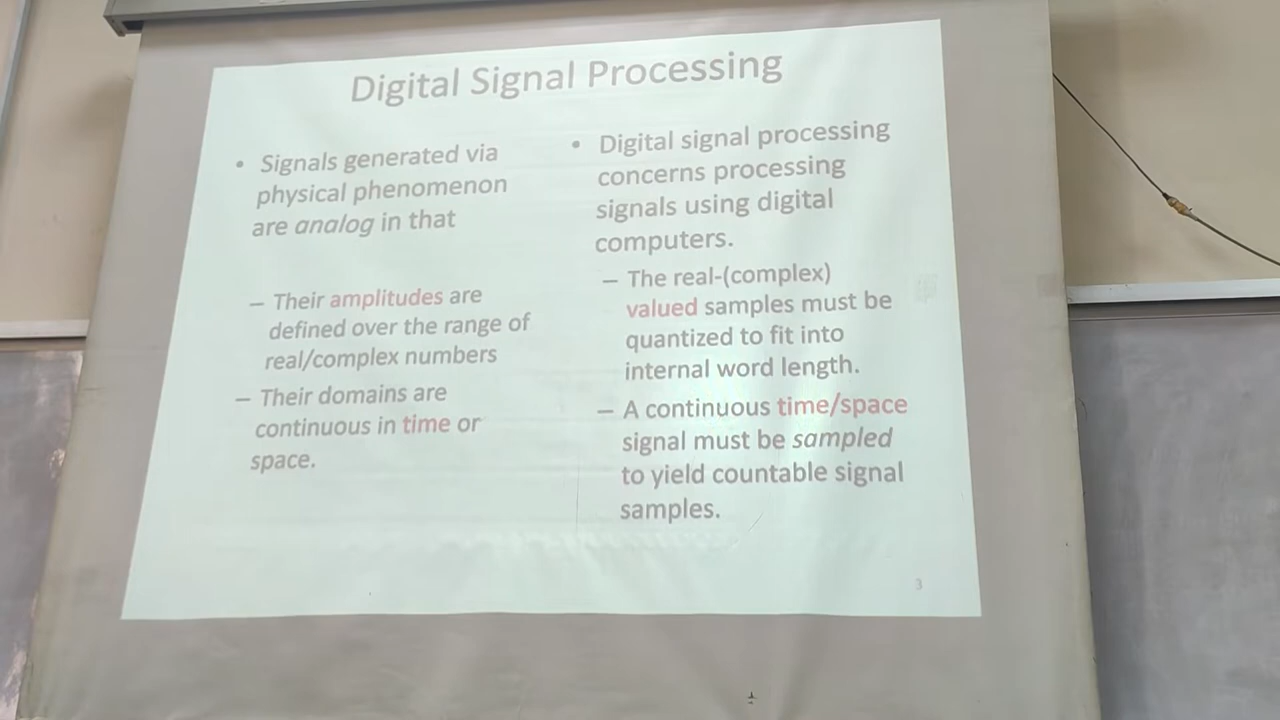 Digital Signal Processing
• Signals generated via
physical phenomenon
are analog in that
– Their amplitudes are
defined over the range of
real/complex numbers
– Their domains are
continuous in time or
space.
• Digital signal processing
concerns processing
signals using digital
computers.
– The real-(complex)
valued samples must be
quantized to fit into
internal word length.
– A continuous time/space
signal must be sampled
to yield countable signal
samples.
3